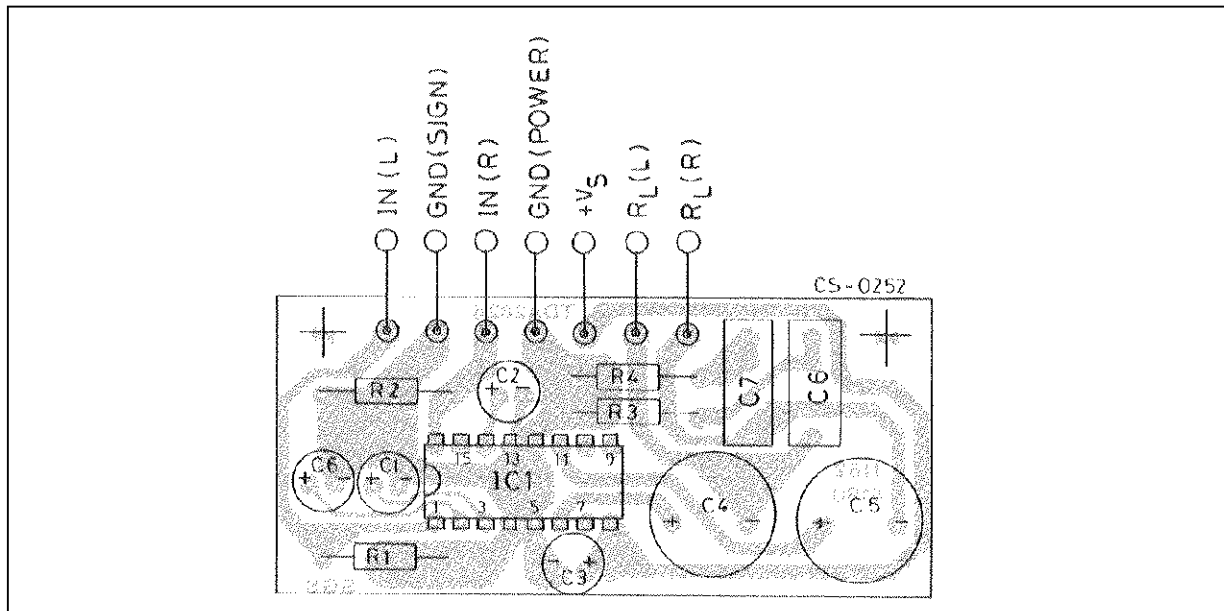 IN(L)
GND(SIGN)
IN(R)
GND(POWER)
+VS
RL(L)
RL(R)
CS-0252
R2
C2
R4
R3
C7
C6
15
13
11
9
C6
C1
IC1
1
3
5
7
C4
C5
R1
C3